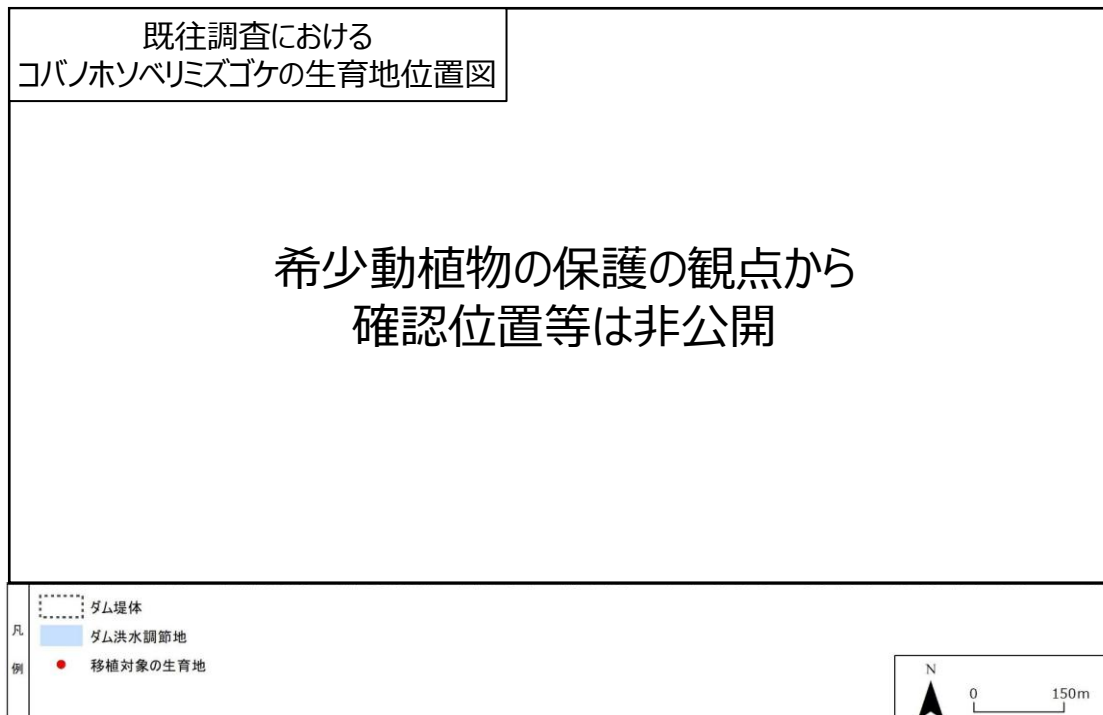 既往調査における
コバノホソベリミズゴケの生育地位置図
希少動植物の保護の観点から
確認位置等は非公開
凡例
ダム堤体
ダム洪水調節地
移植対象の生育地
N
0 150m